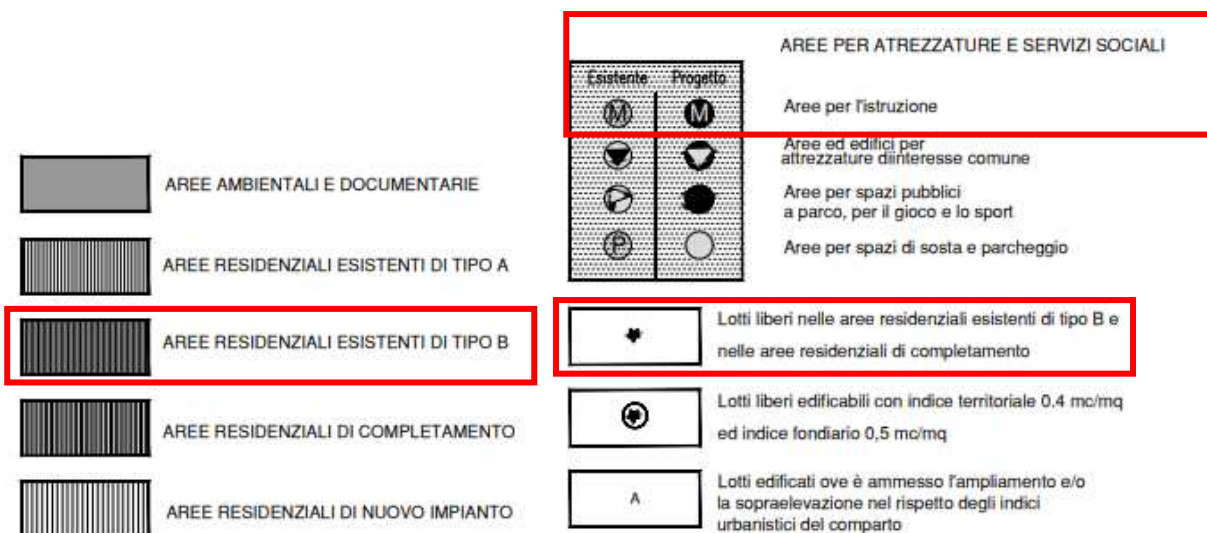 AREE AMBIENTALI E DOCUMENTARIE
AREE RESIDENZIALI ESISTENTI DI TIPO A
AREE RESIDENZIALI ESISTENTI DI TIPO B
AREE RESIDENZIALI DI COMPLETAMENTO
AREE RESIDENZIALI DI NUOVO IMPIANTO
AREE PER ATREZZATURE E SERVIZI SOCIALI
Esistente Progetto
M M Aree per l'istruzione
Aree ed edifici per
attrezzature diinteresse comune
Aree per spazi pubblici
a parco, per il gioco e lo sport
P Aree per spazi di sosta e parcheggio
Lotti liberi nelle aree residenziali esistenti di tipo B e
nelle aree residenziali di completamento
Lotti liberi edificabili con indice territoriale 0.4 mc/mq
ed indice fondiario 0,5 mc/mq
A Lotti edificati ove è ammesso l'ampliamento e/o
la sopraelevazione nel rispetto degli indici
urbanistici del comparto